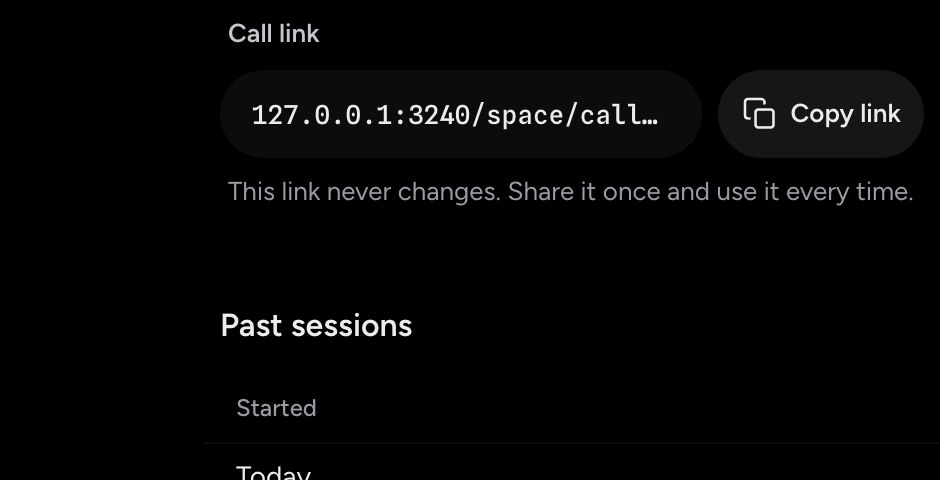 Call link
127.0.0.1:3240/space/call…
Copy link
This link never changes. Share it once and use it every time.
Past sessions
Started
Today